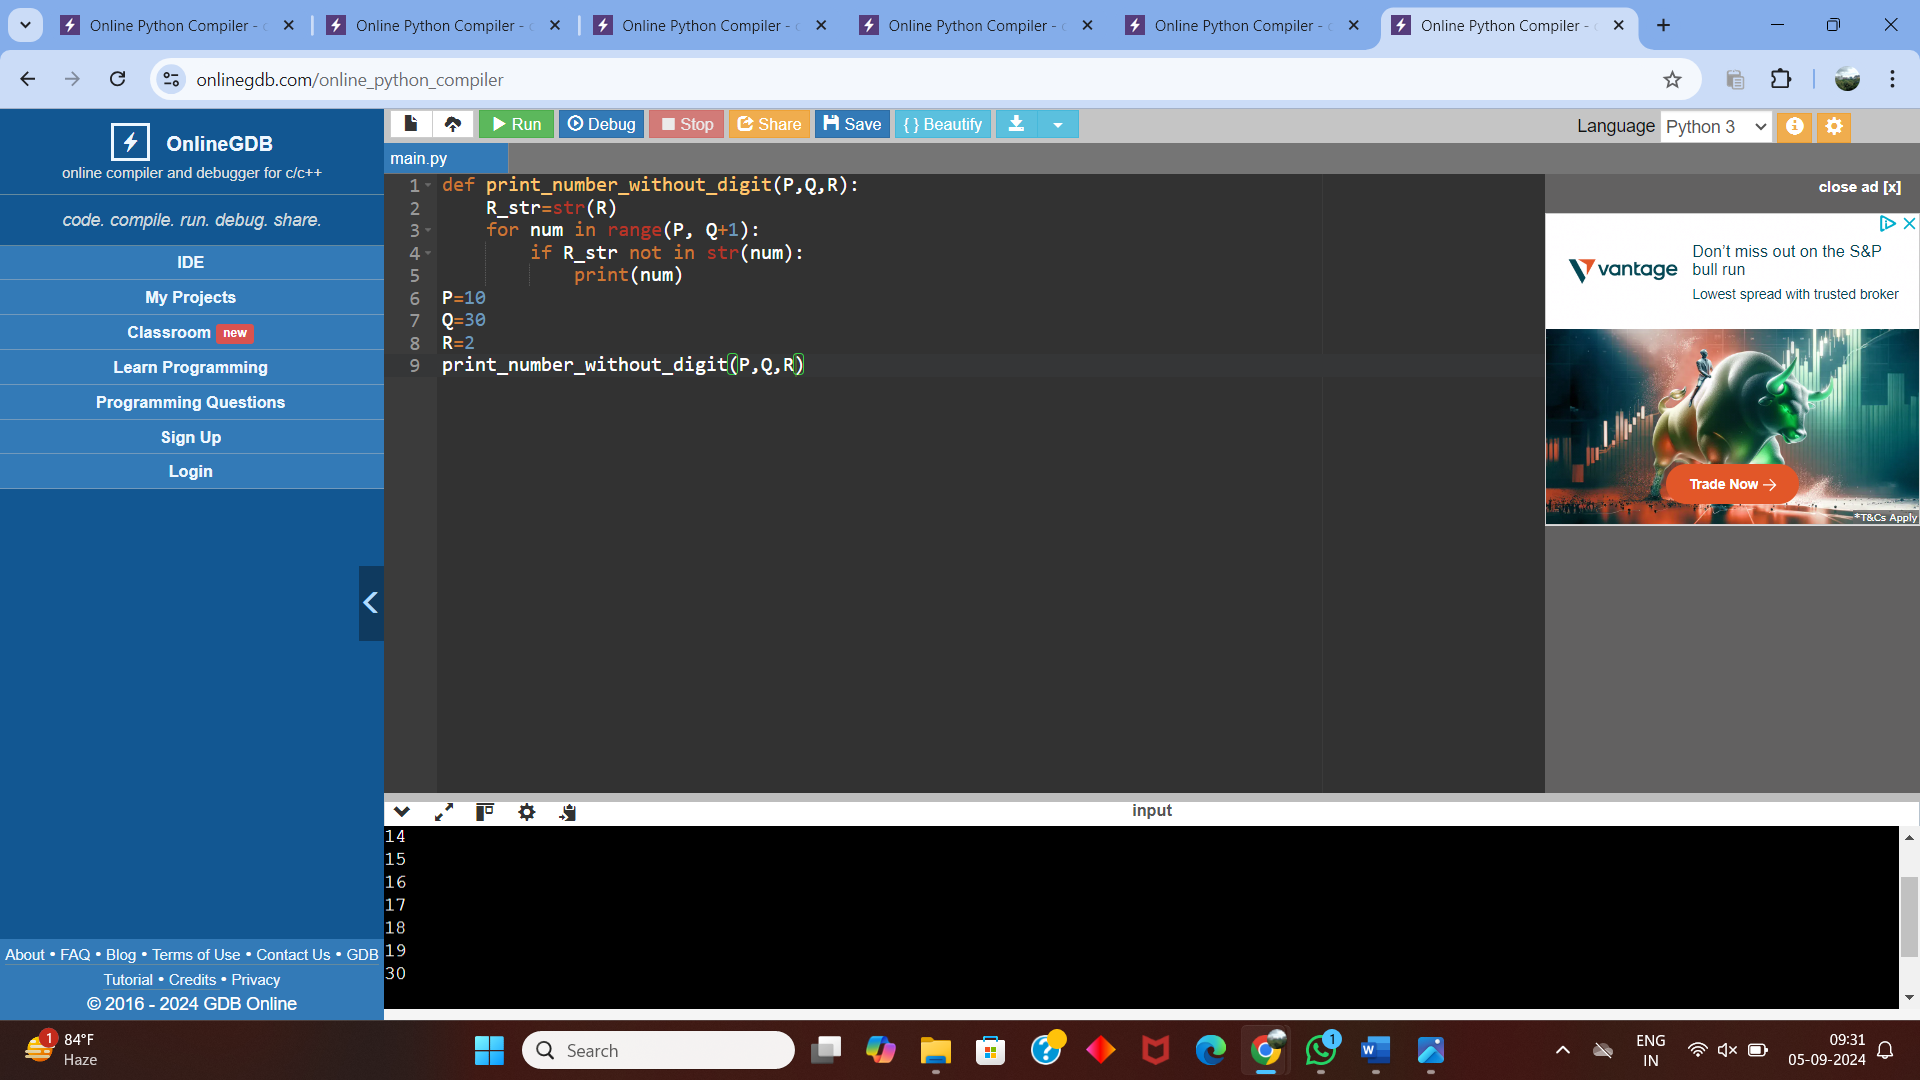 Online Python Compiler -
Online Python Compiler -
Online Python Compiler -
Online Python Compiler -
Online Python Compiler -
Online Python Compiler -
onlinegdb.com/online_python_compiler
OnlineGDB
online compiler and debugger for c/c++
code. compile. run. debug. share.
IDE
My Projects
Classroom new
Learn Programming
Programming Questions
Sign Up
Login
About • FAQ • Blog • Terms of Use • Contact Us • GDB
Tutorial • Credits • Privacy
© 2016 - 2024 GDB Online
Run Debug Stop Share Save { } Beautify
Language Python 3
main.py
1 def print_number_without_digit(P,Q,R):
2     R_str=str(R)
3     for num in range(P, Q+1):
4         if R_str not in str(num):
5             print(num)
6 P=10
7 Q=30
8 R=2
9 print_number_without_digit(P,Q,R)
close ad [x]
vantage
Don't miss out on the S&P
bull run
Lowest spread with trusted broker
Trade Now →
*T&Cs Apply
input
14
15
16
17
18
19
30
1
84°F
Haze
Search
1
W
ENG
IN
09:31
05-09-2024